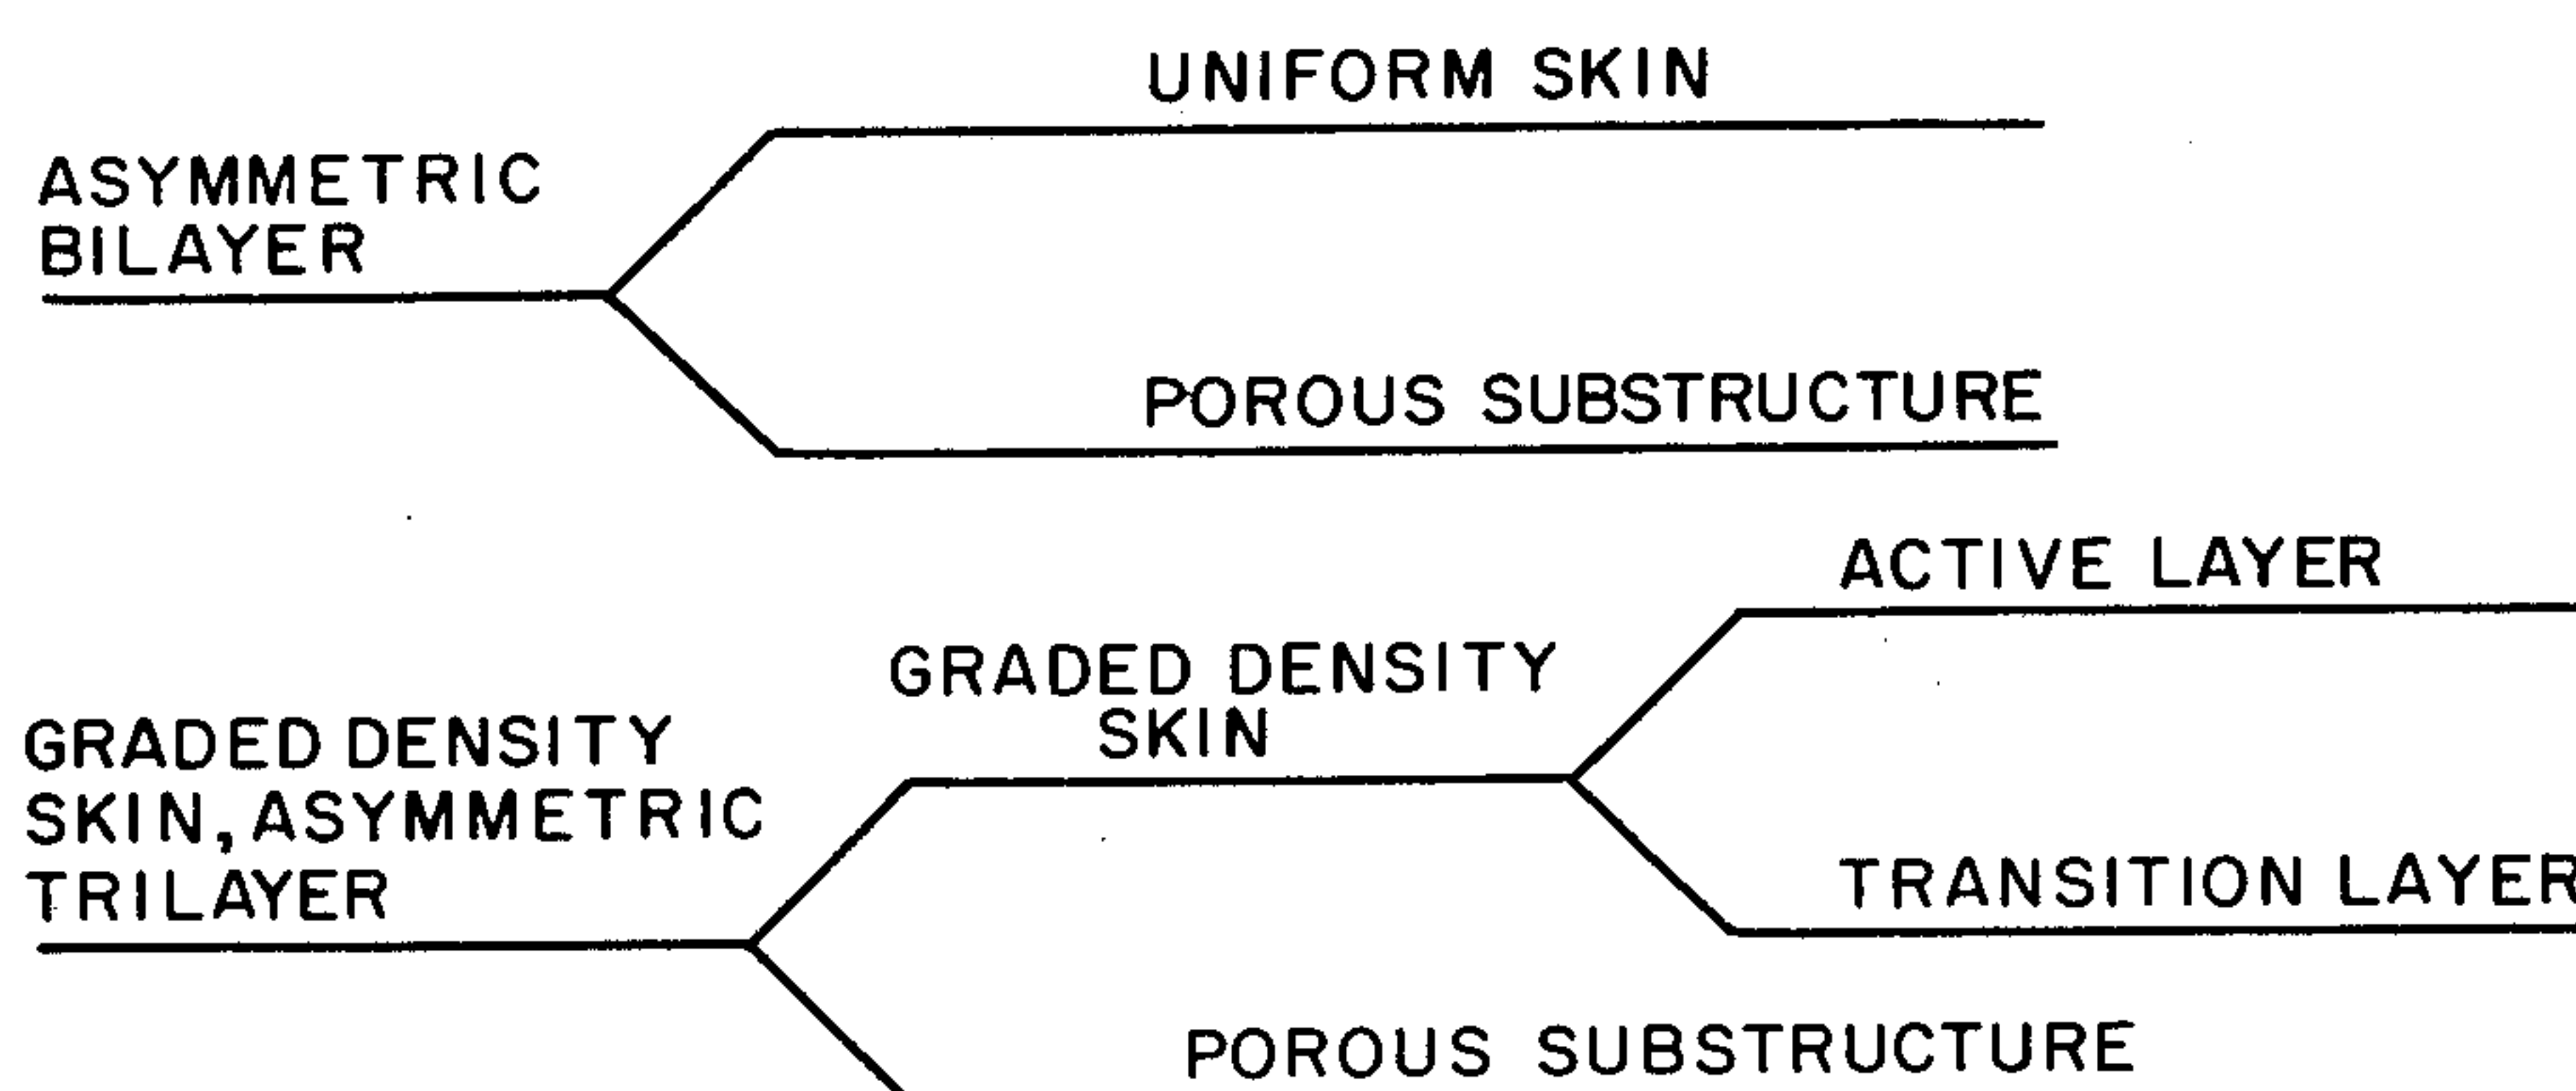 UNIFORM SKIN
ASYMMETRIC
BILAYER
POROUS SUBSTRUCTURE
ACTIVE LAYER
GRADED DENSITY
SKIN
GRADED DENSITY
SKIN, ASYMMETRIC
TRILAYER
TRANSITION LAYER
POROUS SUBSTRUCTURE